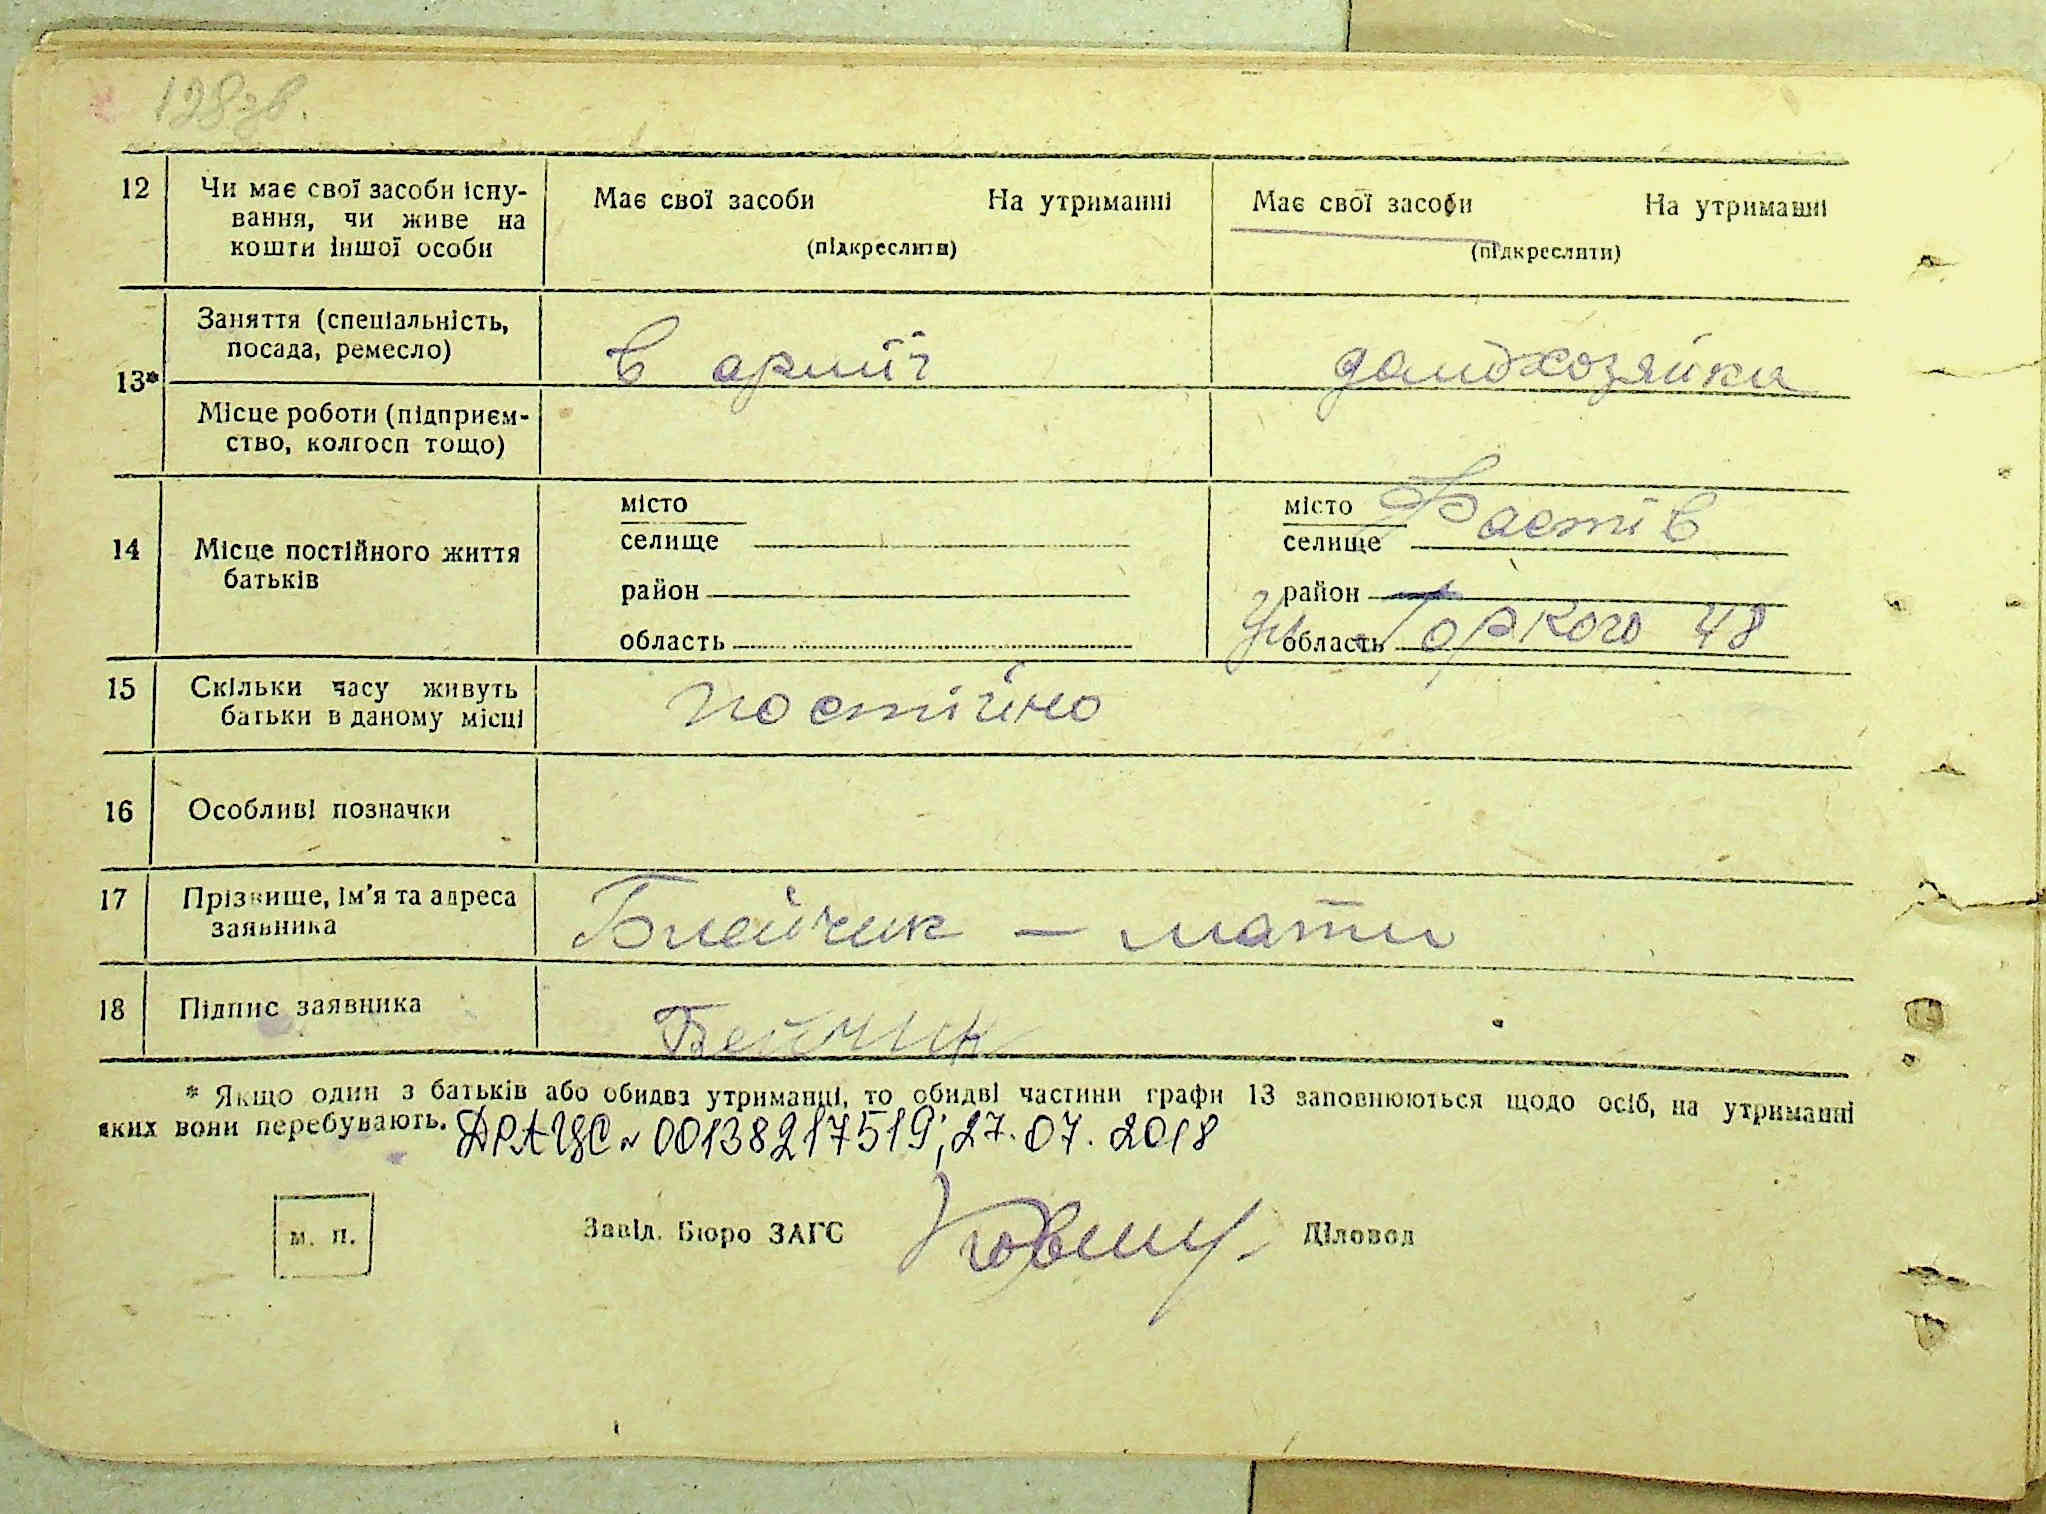 128зв.
12 Чи має свої засоби існу- Має свої засоби На утриманні Має свої засоби На утриманні
вання, чи живе на
кошти іншої особи (підкреслити) (підкреслити)
Заняття (спеціальність,
посада, ремесло) в армії домохозяйка
13*
Місце роботи (підприєм-
ство, колгосп тощо)
місто місто Фастів
14 Місце постійного життя селище селище
батьків
район район
область область Ул. Горкого 48
15 Скільки часу живуть постійно
батьки в даному місці
16 Особливі позначки
17 Прізвище, ім'я та адреса
заявника Блейчик — мати
18 Підпис заявника Бейчик
* Якщо один з батьків або обидва утриманці, то обидві частини графи 13 заповнюються щодо осіб, на утриманні
яких вони перебувають. ДРАЦС № 00138217519; 27.07.2018
м. п. Завід. Бюро ЗАГС Діловод